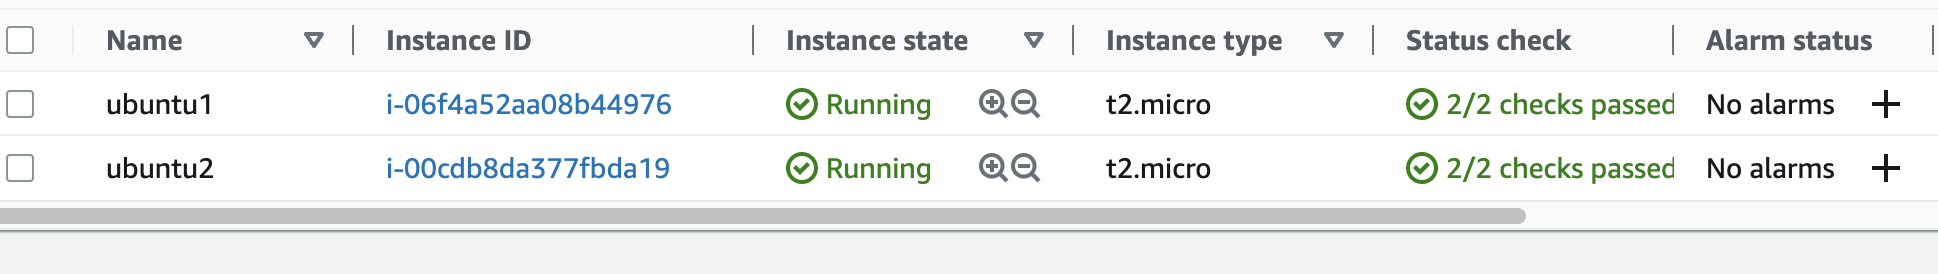 Name Instance ID Instance state Instance type Status check Alarm status
ubuntu1 i-06f4a52aa08b44976 Running t2.micro 2/2 checks passed No alarms +
ubuntu2 i-00cdb8da377fbda19 Running t2.micro 2/2 checks passed No alarms +